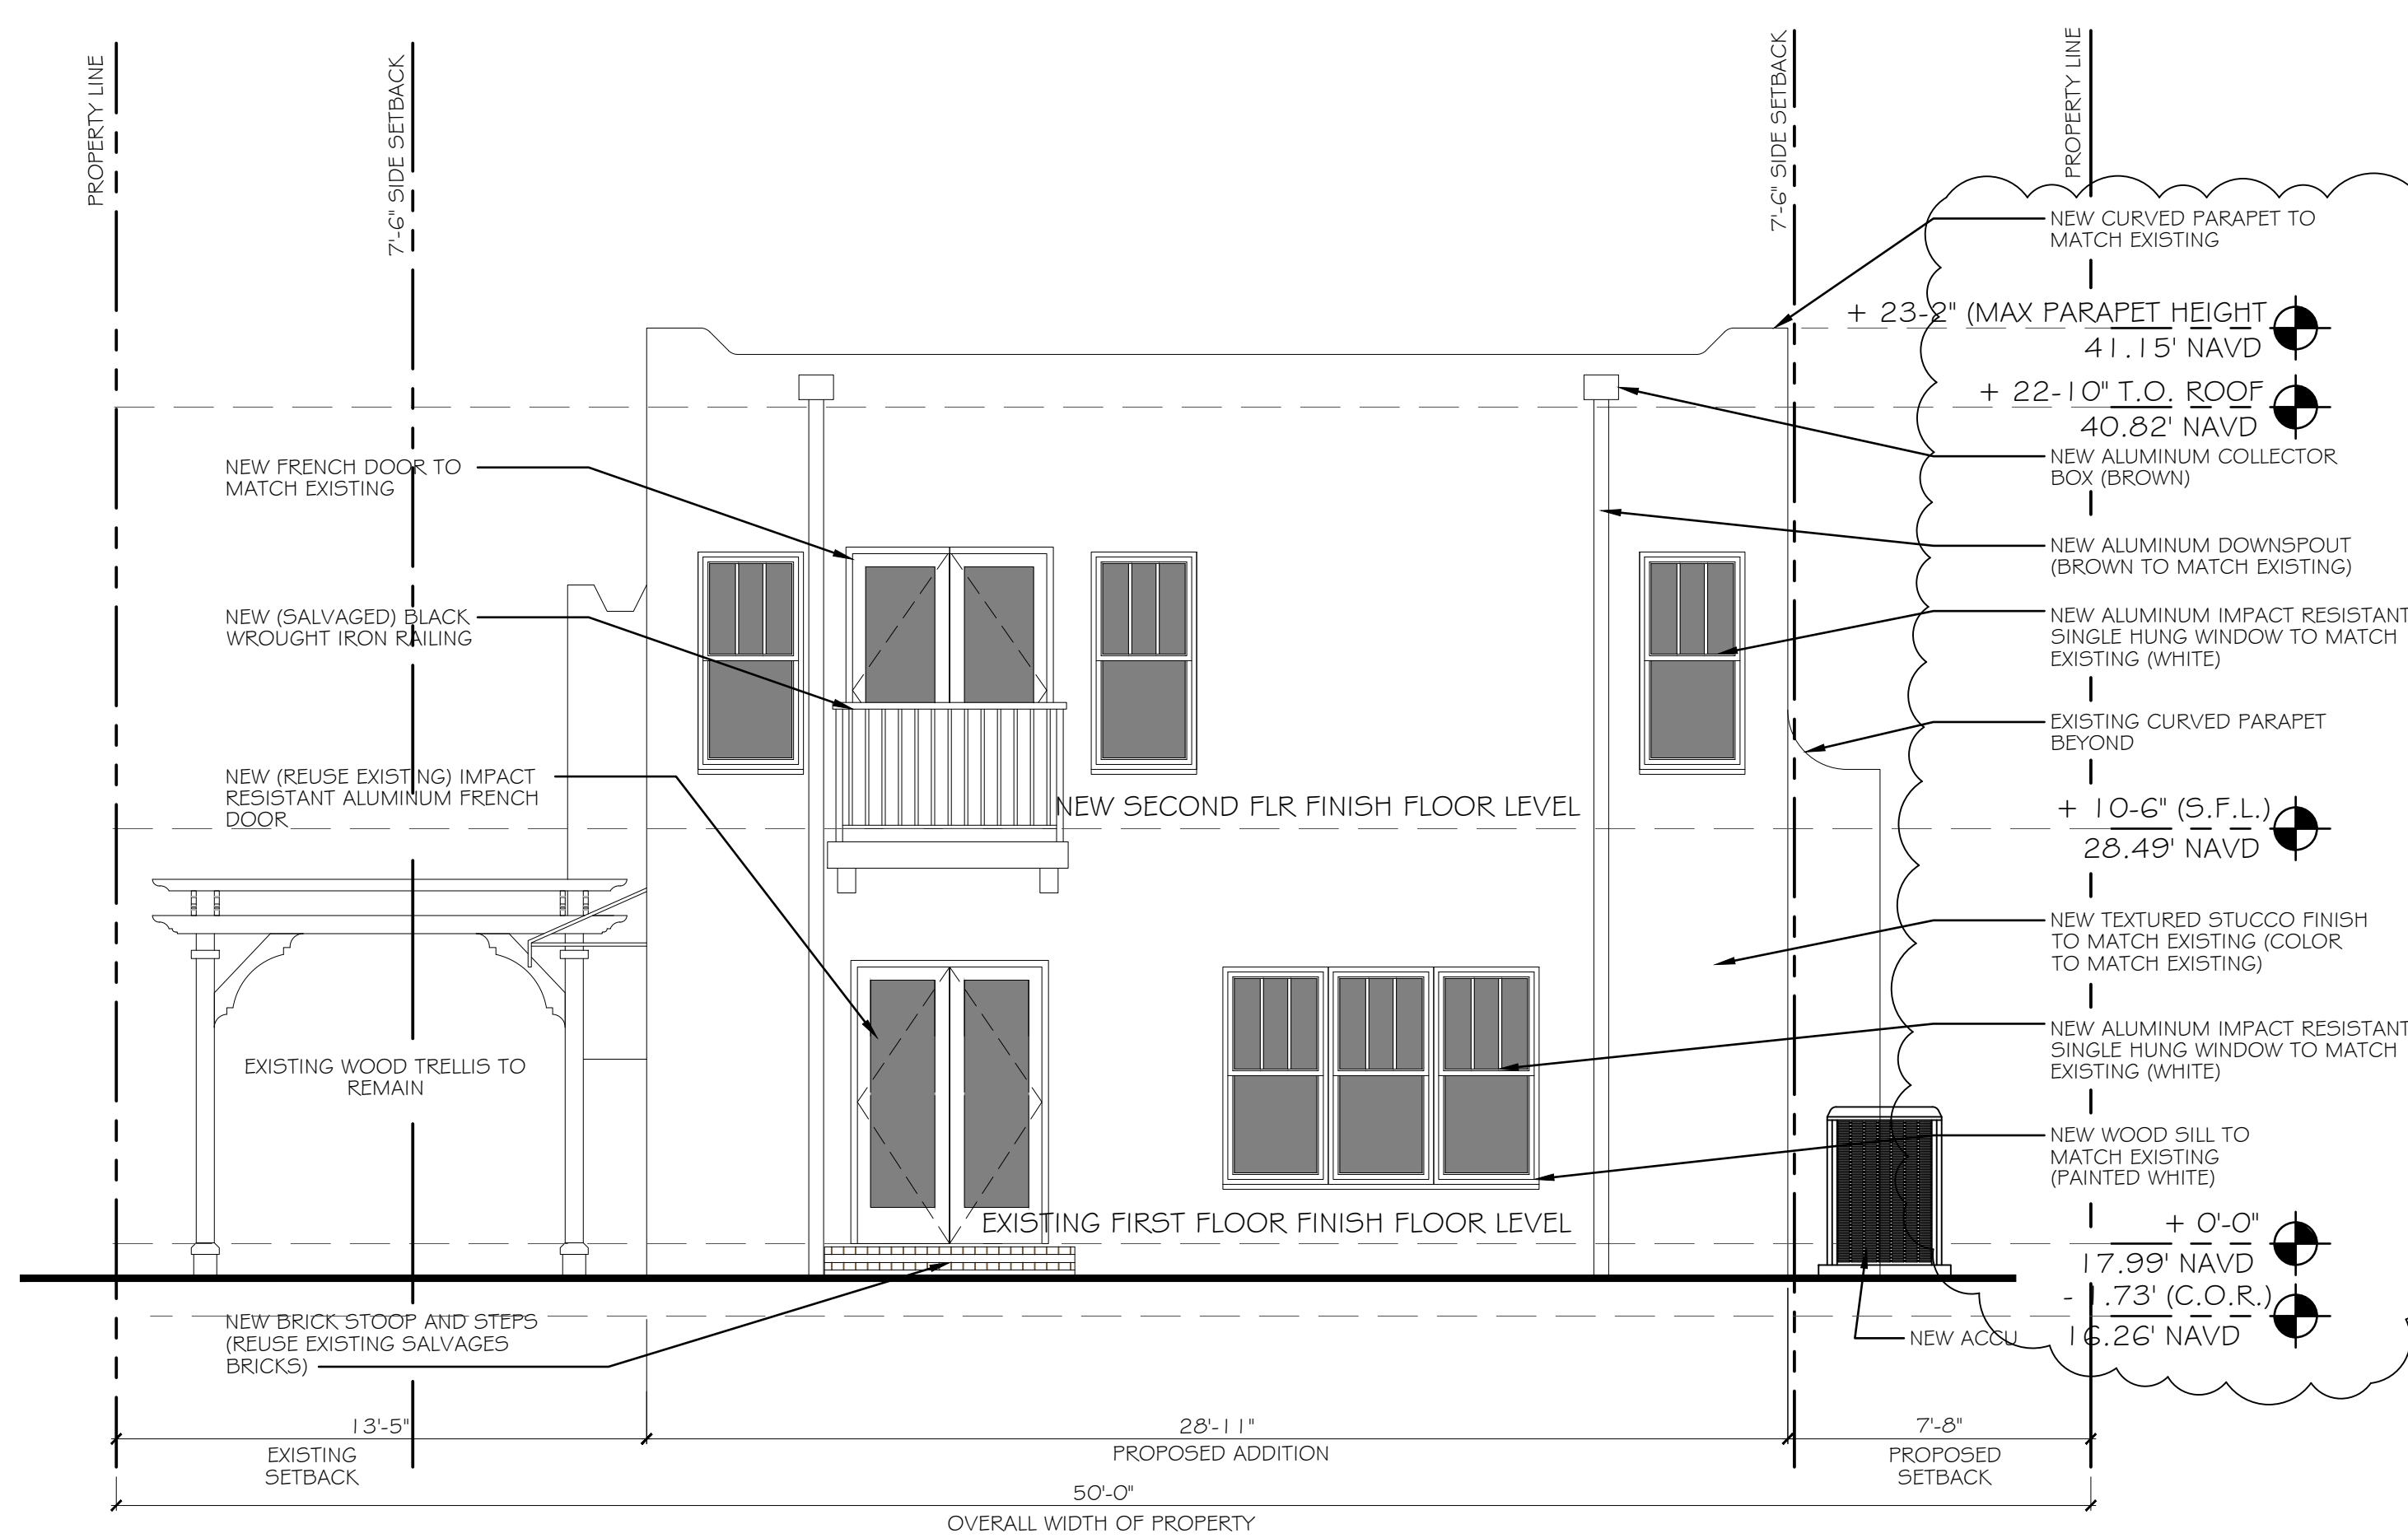 PROPERTY LINE
7'-6" SIDE SETBACK
7'-6" SIDE SETBACK
PROPERTY LINE
NEW CURVED PARAPET TO
MATCH EXISTING
+ 23-2" (MAX PARAPET HEIGHT
41.15' NAVD
+ 22-10" T.O. ROOF
40.82' NAVD
NEW ALUMINUM COLLECTOR
BOX (BROWN)
NEW ALUMINUM DOWNSPOUT
(BROWN TO MATCH EXISTING)
NEW ALUMINUM IMPACT RESISTANT
SINGLE HUNG WINDOW TO MATCH
EXISTING (WHITE)
EXISTING CURVED PARAPET
BEYOND
+ 10-6" (S.F.L.)
28.49' NAVD
NEW TEXTURED STUCCO FINISH
TO MATCH EXISTING (COLOR
TO MATCH EXISTING)
NEW ALUMINUM IMPACT RESISTANT
SINGLE HUNG WINDOW TO MATCH
EXISTING (WHITE)
NEW WOOD SILL TO
MATCH EXISTING
(PAINTED WHITE)
+ 0'-0"
17.99' NAVD
- 1.73' (C.O.R.)
16.26' NAVD
NEW ACCU
NEW FRENCH DOOR TO
MATCH EXISTING
NEW (SALVAGED) BLACK
WROUGHT IRON RAILING
NEW (REUSE EXISTING) IMPACT
RESISTANT ALUMINUM FRENCH
DOOR
NEW SECOND FLR FINISH FLOOR LEVEL
EXISTING WOOD TRELLIS TO
REMAIN
EXISTING FIRST FLOOR FINISH FLOOR LEVEL
NEW BRICK STOOP AND STEPS
(REUSE EXISTING SALVAGES
BRICKS)
13'-5"
EXISTING
SETBACK
28'-11"
PROPOSED ADDITION
7'-8"
PROPOSED
SETBACK
50'-0"
OVERALL WIDTH OF PROPERTY